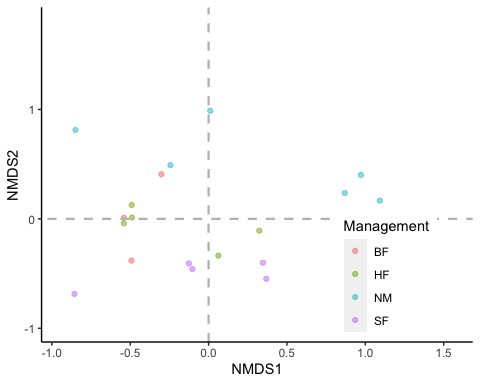 NMDS2
1
0
-1
Management
BF
HF
NM
SF
-1.0 -0.5 0.0 0.5 1.0 1.5
NMDS1